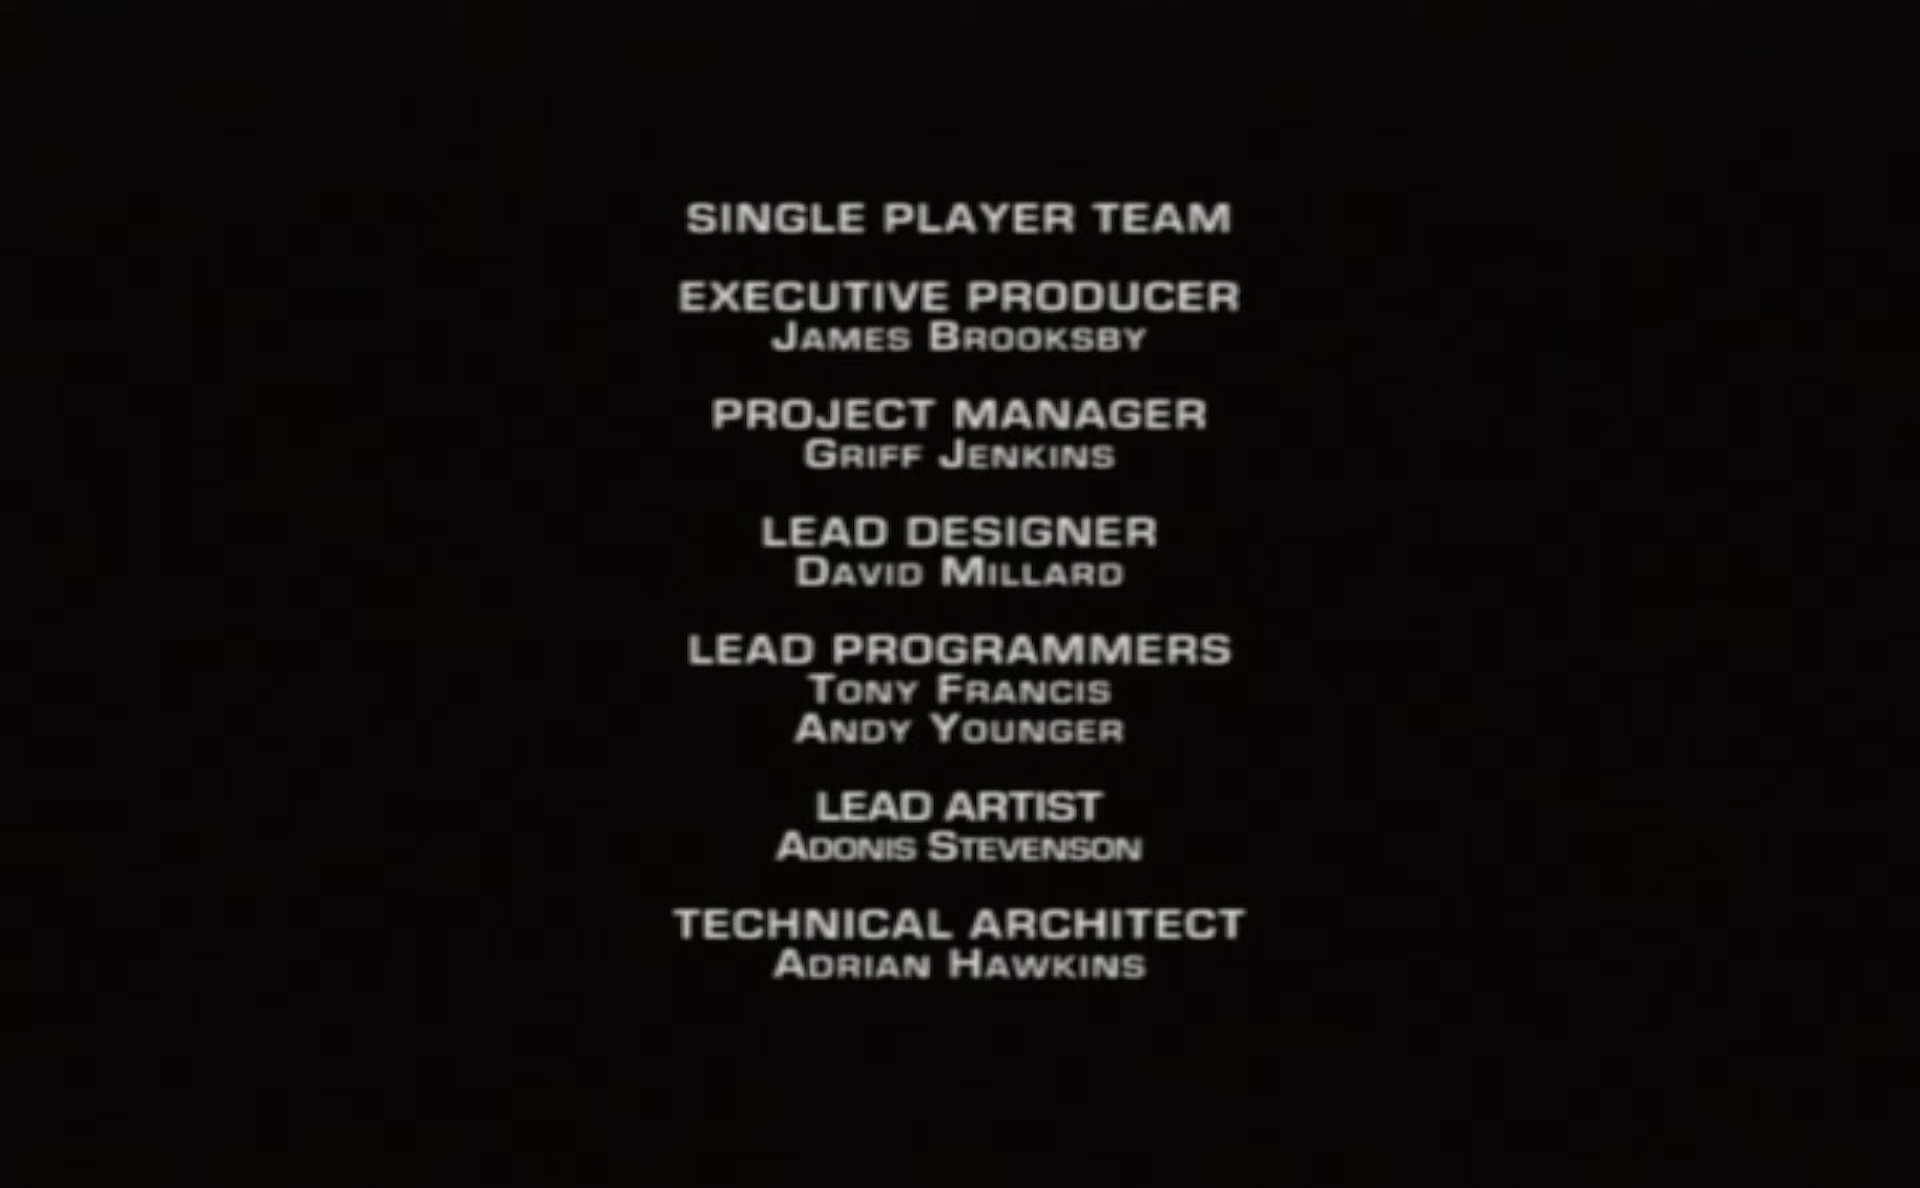 SINGLE PLAYER TEAM
EXECUTIVE PRODUCER
JAMES BROOKSBY
PROJECT MANAGER
GRIFF JENKINS
LEAD DESIGNER
DAVID MILLARD
LEAD PROGRAMMERS
TONY FRANCIS
ANDY YOUNGER
LEAD ARTIST
ADONIS STEVENSON
TECHNICAL ARCHITECT
ADRIAN HAWKINS